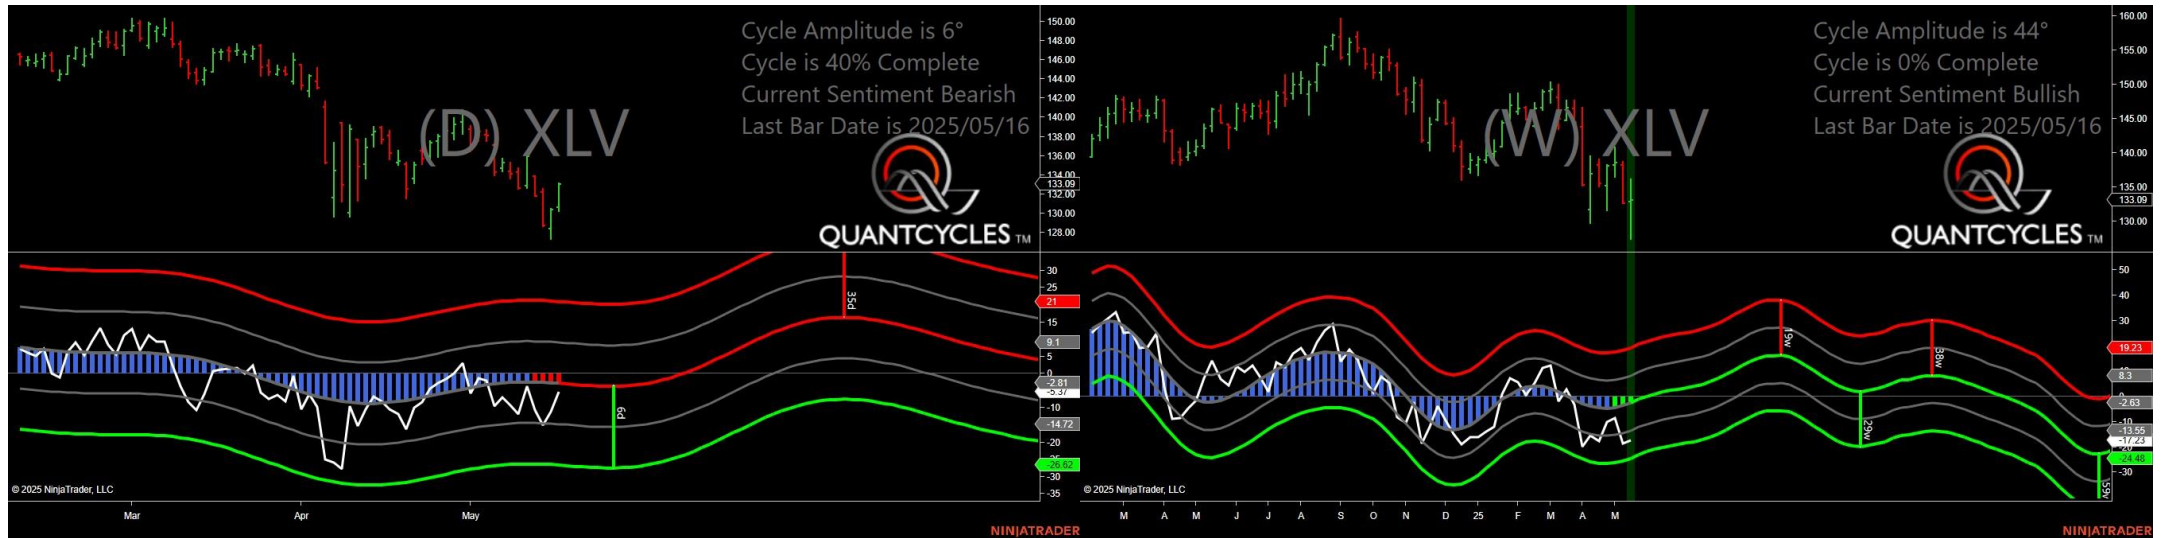 Cycle Amplitude is 6°
Cycle is 40% Complete
Current Sentiment Bearish
Last Bar Date is 2025/05/16
(D) XLV
QUANTCYCLES TM
150.00
148.00
146.00
144.00
142.00
140.00
138.00
136.00
134.00
133.09
132.00
130.00
128.00
35d
6d
30
21
15
9.1
5
0
-2.81
-5.37
-10
-14.72
-20
-26.62
-30
-35
© 2025 NinjaTrader, LLC
Mar
Apr
May
NINJATRADER
Cycle Amplitude is 44°
Cycle is 0% Complete
Current Sentiment Bullish
Last Bar Date is 2025/05/16
(W) XLV
QUANTCYCLES TM
160.00
155.00
150.00
145.00
140.00
135.00
133.09
130.00
19w
38w
29w
59w
50
40
30
19.23
8.3
-2.63
-10
-13.55
-17.23
-24.48
-30
© 2025 NinjaTrader, LLC
M A M J J A S O N D 25 F M A M
NINJATRADER